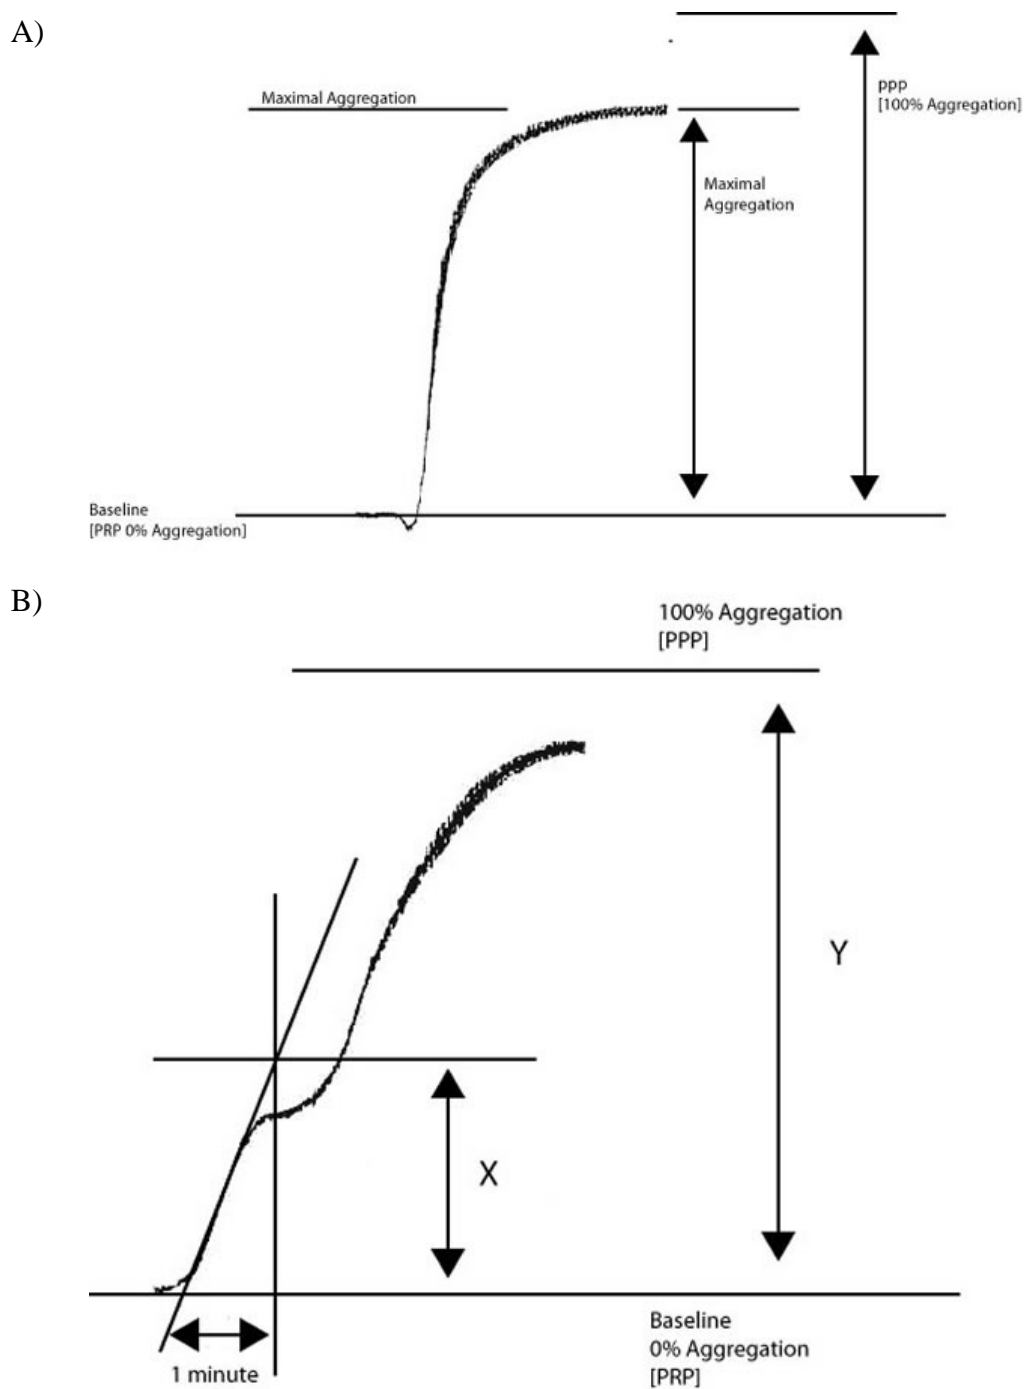 A)
ppp
[100% Aggregation]
Maximal Aggregation
Maximal
Aggregation
Baseline
[PRP 0% Aggregation]
B)
100% Aggregation
[PPP]
Y
X
1 minute
Baseline
0% Aggregation
[PRP]